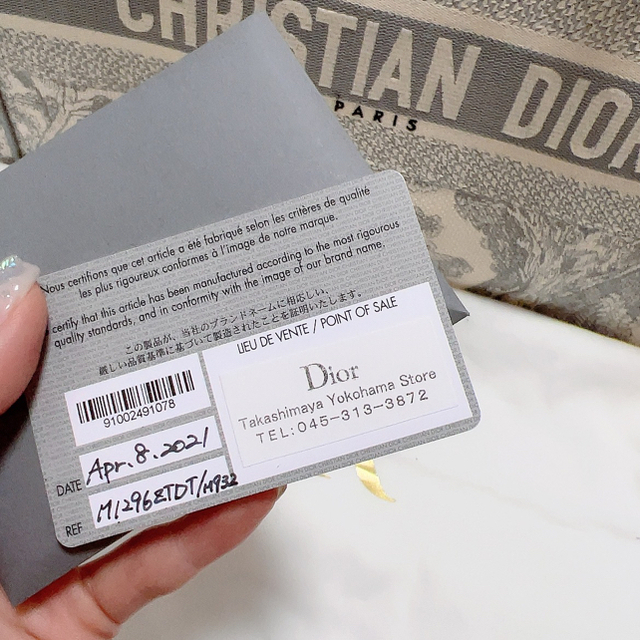 CHRISTIAN DIOR
PARIS
Nous certifions que cet article a été fabriqué selon les critères de qualité
les plus rigoureux conformes à l'image de notre marque.
certify that this article has been manufactured according to the most rigourous
quality standards, and in conformity with the image of our brand name.
この製品が、当社のブランドネームに相応しい、
厳しい品質基準に基づいて製造されたことを証明いたします。
LIEU DE VENTE / POINT OF SALE
Dior
Takashimaya Yokohama Store
TEL:045-313-3872
91002491078
DATE Apr.8.2021
REF M1296ZTDT/M932